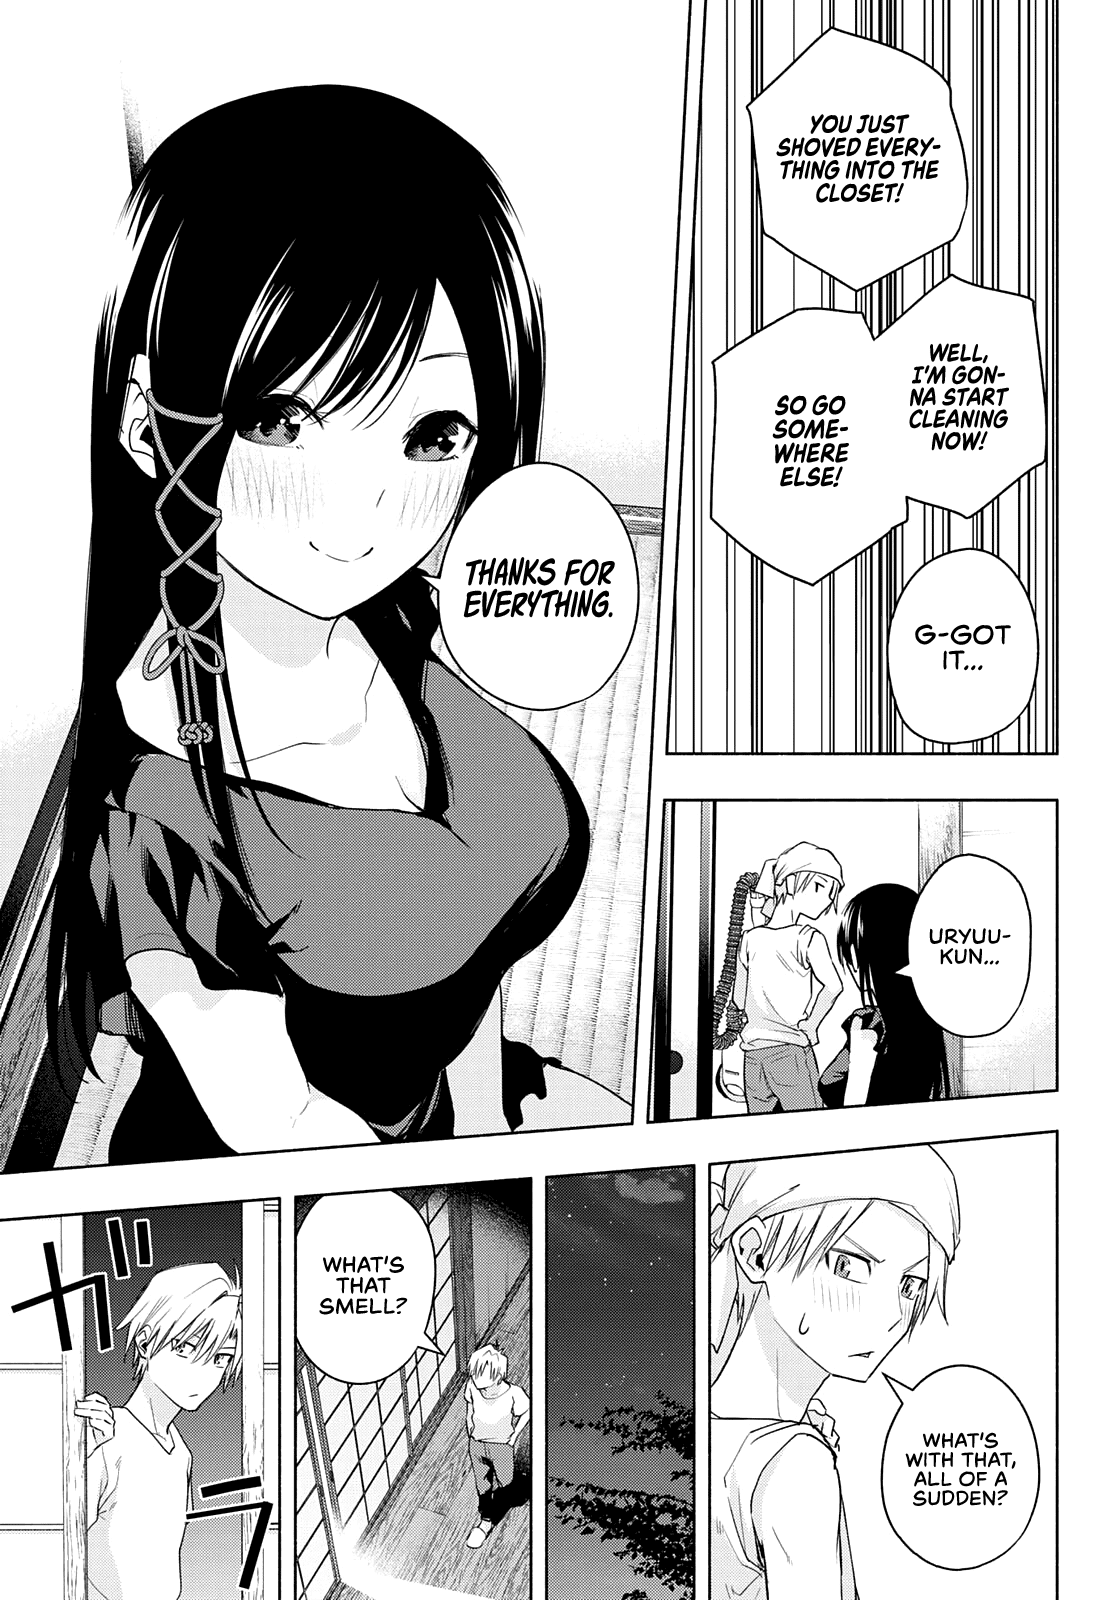 YOU JUST
SHOVED EVERY-
THING INTO THE
CLOSET!
WELL,
I'M GON-
NA START
CLEANING
NOW!
SO GO
SOME-
WHERE
ELSE!
G-GOT
IT...
URYUU-
KUN...
THANKS FOR
EVERYTHING.
WHAT'S
WITH THAT,
ALL OF A
SUDDEN?
WHAT'S
THAT
SMELL?
ガラ